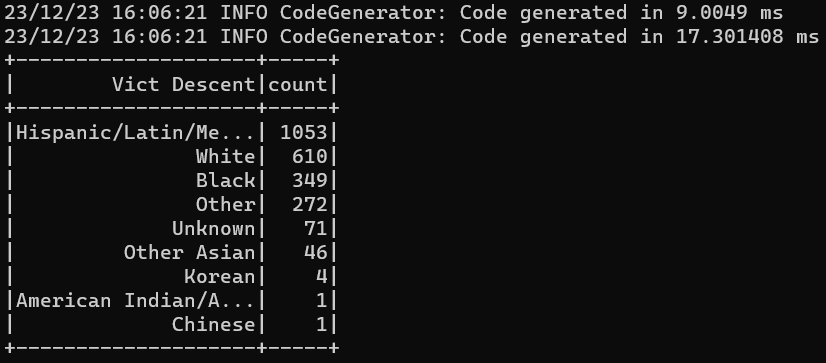 23/12/23 16:06:21 INFO CodeGenerator: Code generated in 9.0049 ms
23/12/23 16:06:21 INFO CodeGenerator: Code generated in 17.301408 ms
+--------------------+-----+
|        Vict Descent|count|
+--------------------+-----+
|Hispanic/Latin/Me...| 1053|
|               White|  610|
|               Black|  349|
|               Other|  272|
|             Unknown|   71|
|         Other Asian|   46|
|              Korean|    4|
|American Indian/A...|    1|
|             Chinese|    1|
+--------------------+-----+